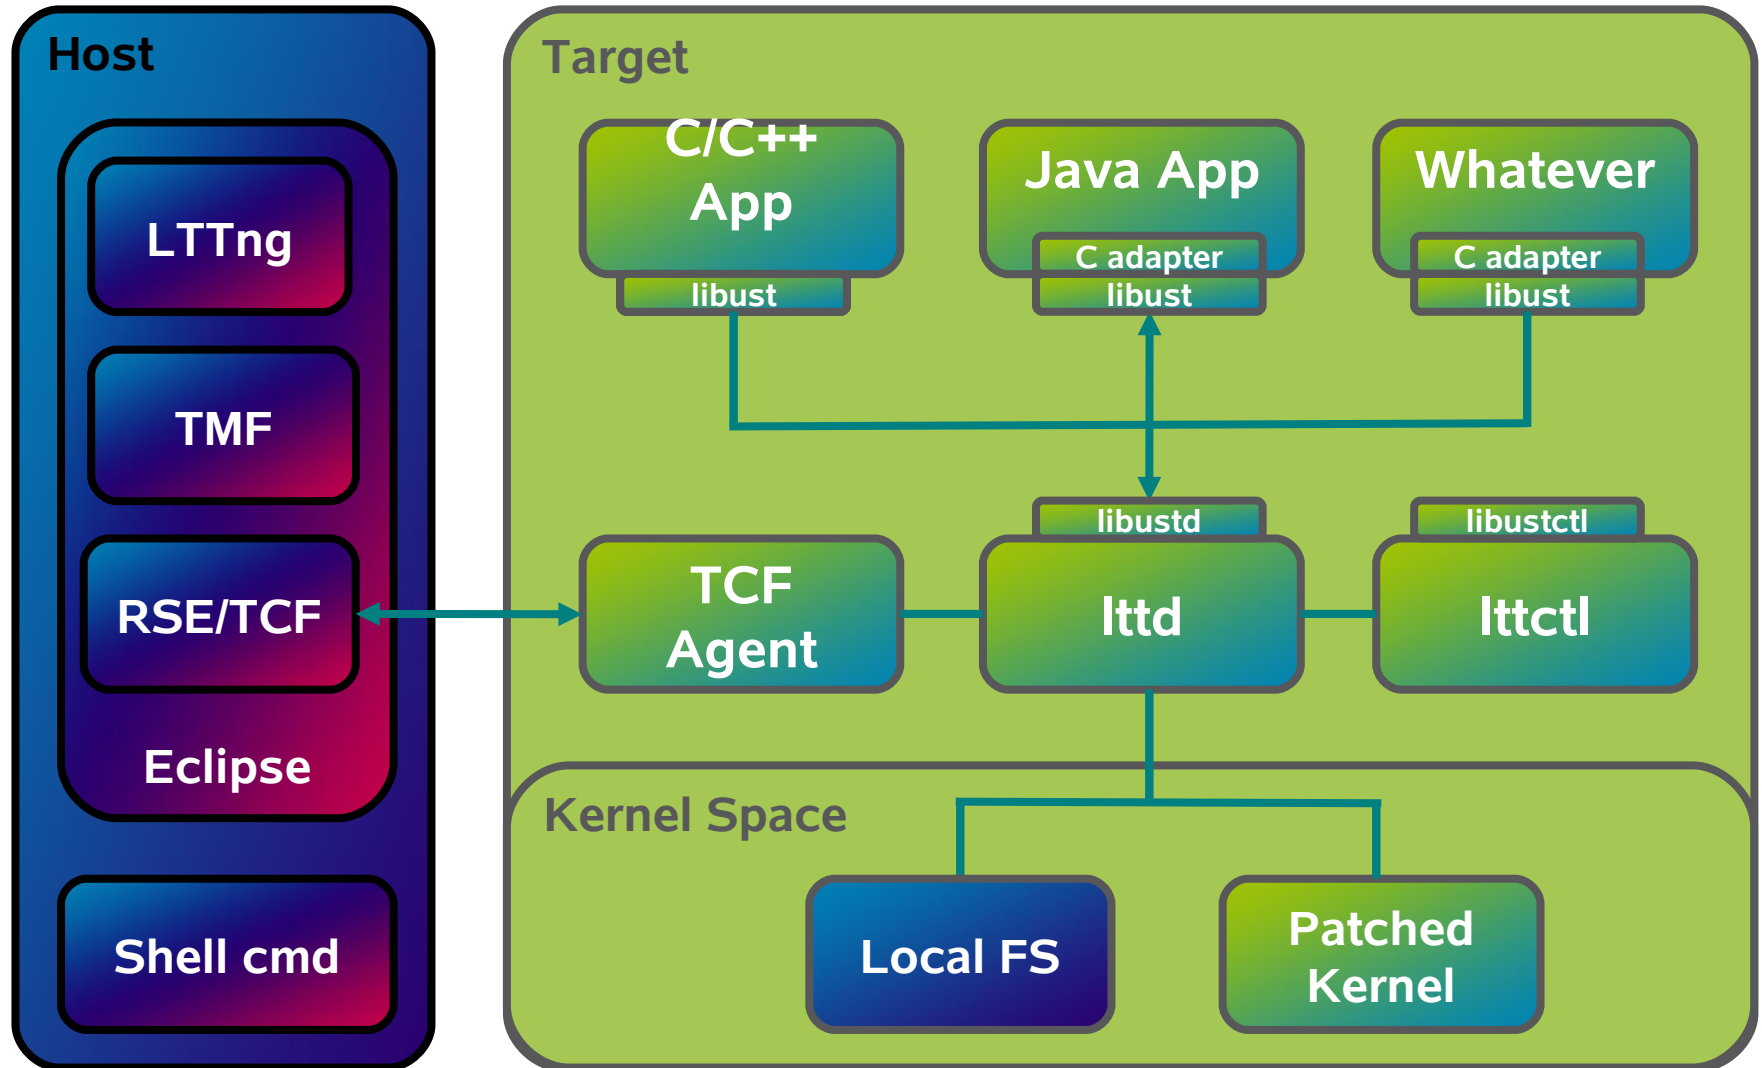 Host
LTTng
TMF
RSE/TCF
Eclipse
Shell cmd
Target
C/C++
App
libust
Java App
C adapter
libust
Whatever
C adapter
libust
TCF
Agent
libustd
lttd
libustctl
lttctl
Kernel Space
Local FS
Patched
Kernel